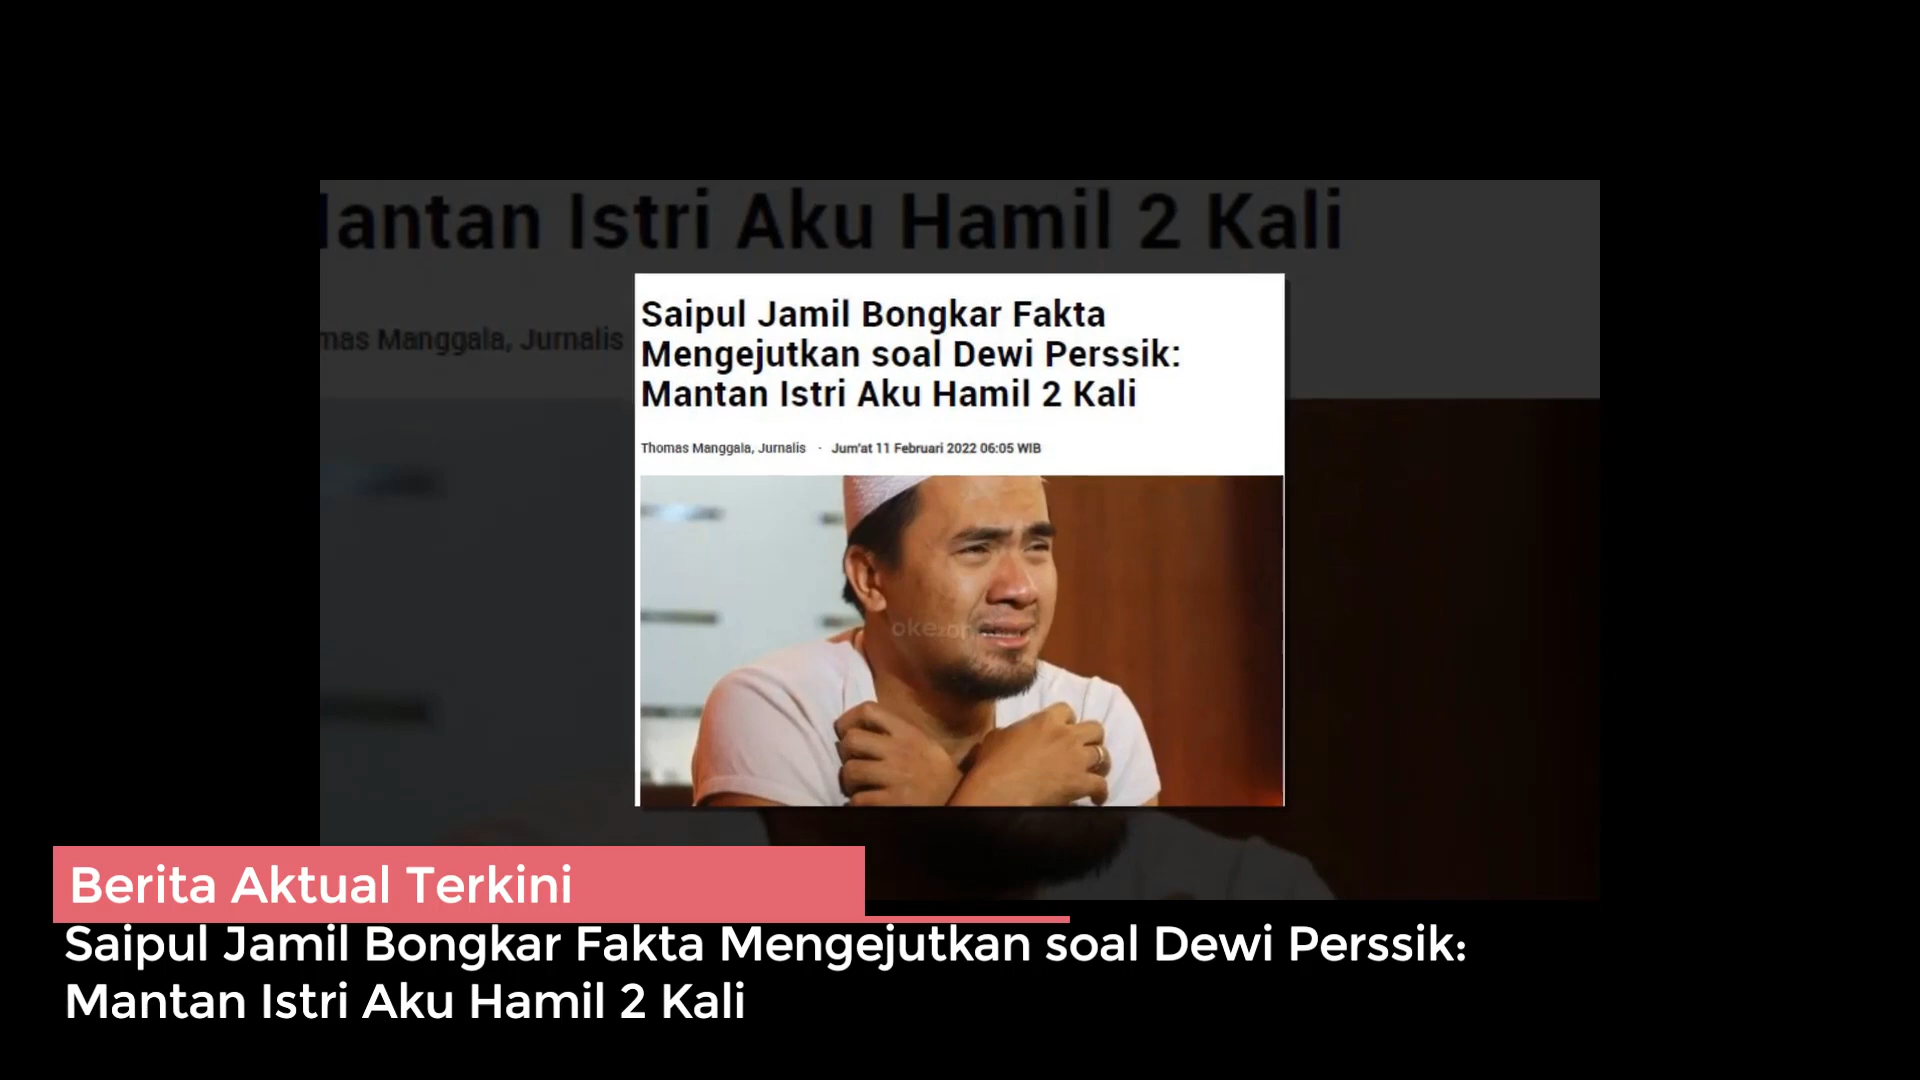 antan Istri Aku Hamil 2 Kali
mas Manggala, Jurnalis
Saipul Jamil Bongkar Fakta
Mengejutkan soal Dewi Perssik:
Mantan Istri Aku Hamil 2 Kali
Thomas Manggala, Jurnalis · Jum'at 11 Februari 2022 06:05 WIB
okezon
Berita Aktual Terkini
Saipul Jamil Bongkar Fakta Mengejutkan soal Dewi Perssik:
Mantan Istri Aku Hamil 2 Kali